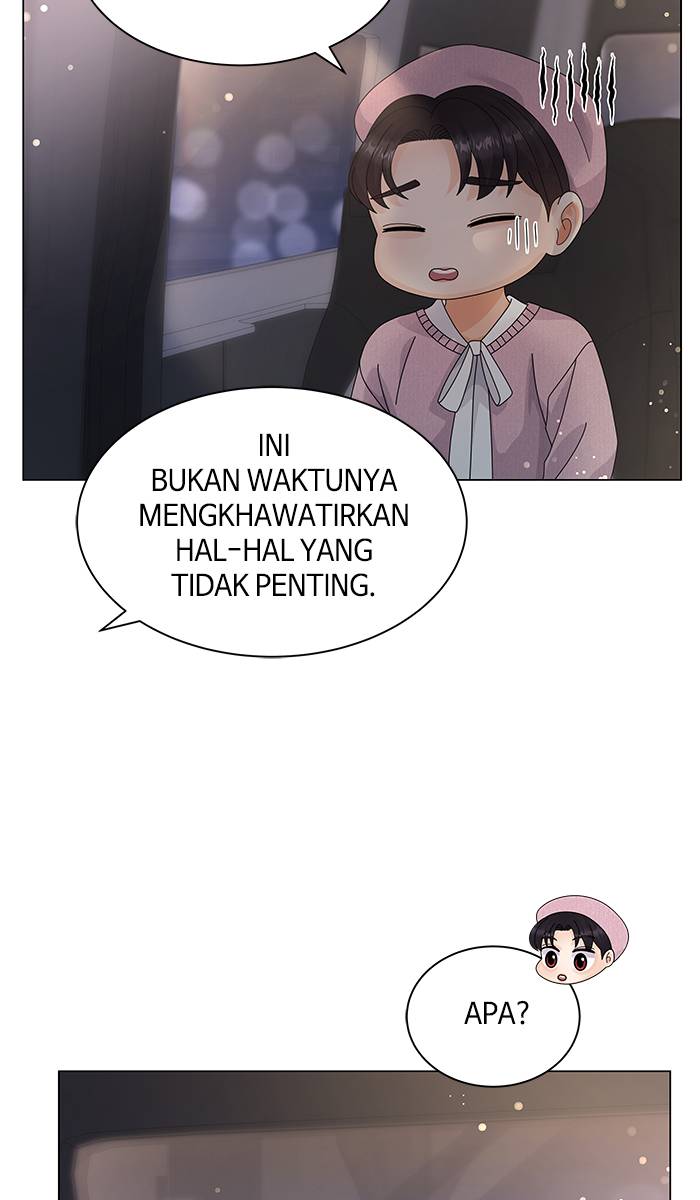 INI
BUKAN WAKTUNYA
MENGKHAWATIRKAN
HAL-HAL YANG
TIDAK PENTING.
APA?